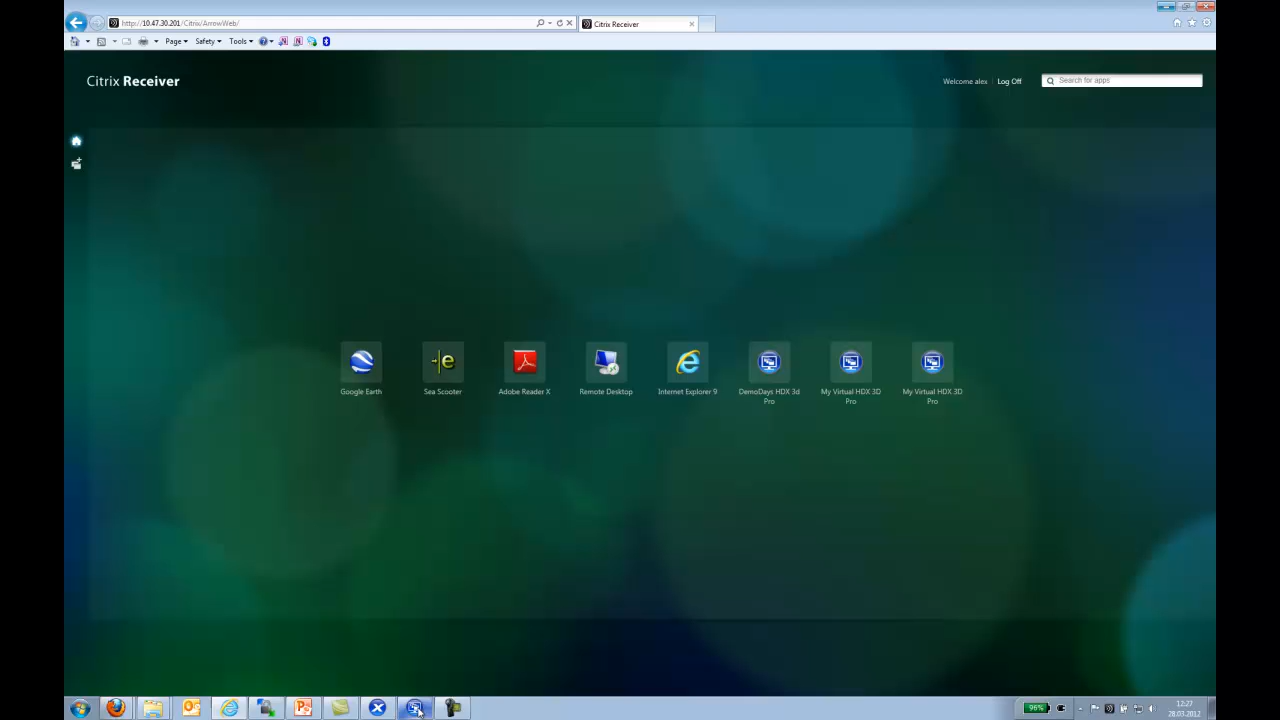 http://10.47.30.201/Citrix/ArrowWeb/
Citrix Receiver
Page
Safety
Tools
Citrix Receiver
Welcome alex
Log Off
Search for apps
Google Earth
Sea Scooter
Adobe Reader X
Remote Desktop
Internet Explorer 9
DemoDays HDX 3d Pro
My Virtual HDX 3D Pro
My Virtual HDX 3D Pro
96%
12:27
28.03.2012